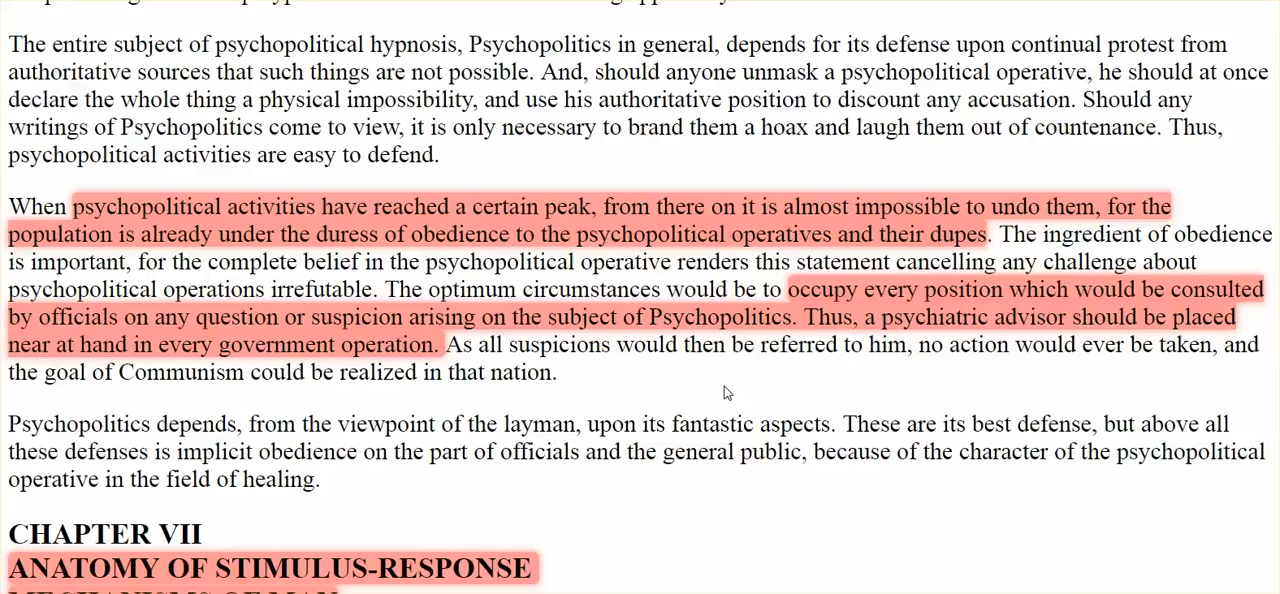 The entire subject of psychopolitical hypnosis, Psychopolitics in general, depends for its defense upon continual protest from
authoritative sources that such things are not possible. And, should anyone unmask a psychopolitical operative, he should at once
declare the whole thing a physical impossibility, and use his authoritative position to discount any accusation. Should any
writings of Psychopolitics come to view, it is only necessary to brand them a hoax and laugh them out of countenance. Thus,
psychopolitical activities are easy to defend.
When psychopolitical activities have reached a certain peak, from there on it is almost impossible to undo them, for the
population is already under the duress of obedience to the psychopolitical operatives and their dupes. The ingredient of obedience
is important, for the complete belief in the psychopolitical operative renders this statement cancelling any challenge about
psychopolitical operations irrefutable. The optimum circumstances would be to occupy every position which would be consulted
by officials on any question or suspicion arising on the subject of Psychopolitics. Thus, a psychiatric advisor should be placed
near at hand in every government operation. As all suspicions would then be referred to him, no action would ever be taken, and
the goal of Communism could be realized in that nation.
Psychopolitics depends, from the viewpoint of the layman, upon its fantastic aspects. These are its best defense, but above all
these defenses is implicit obedience on the part of officials and the general public, because of the character of the psychopolitical
operative in the field of healing.
CHAPTER VII
ANATOMY OF STIMULUS-RESPONSE
MECHANISMS OF MAN